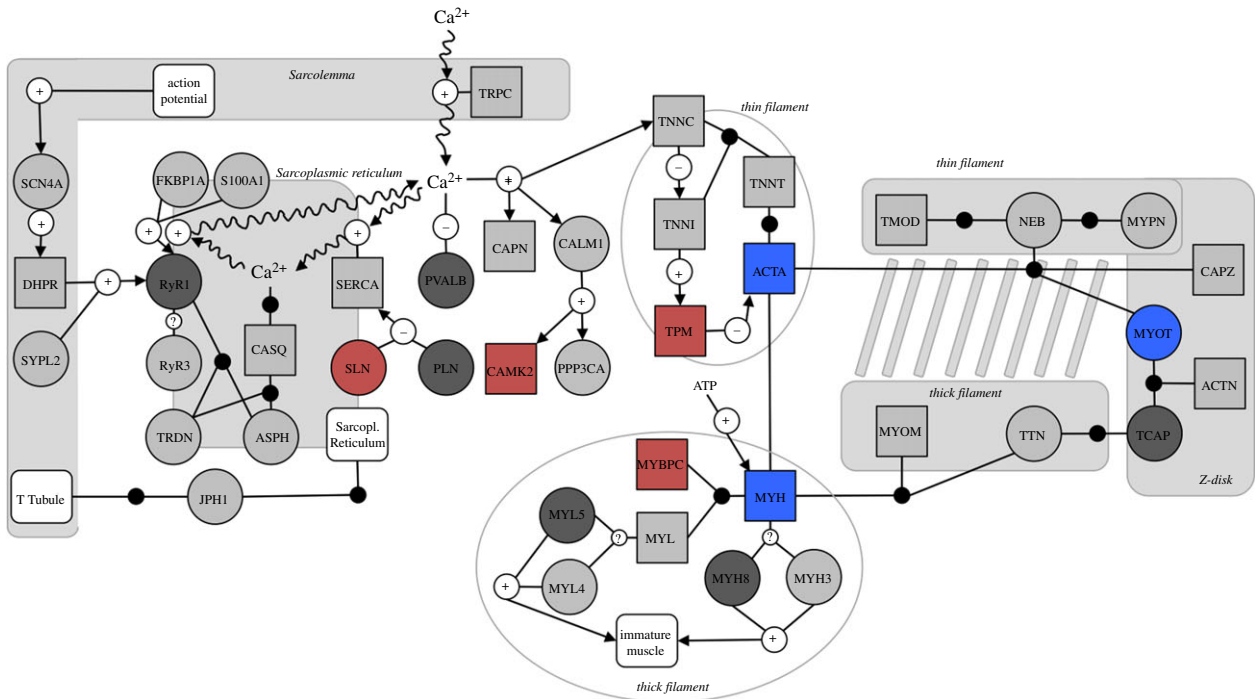 Ca2+
Sarcolemma
action
potential
+
+
TRPC
thin filament
TNNC
thin filament
SCN4A
FKBP1A
S100A1
Sarcoplasmic reticulum
Ca2+
+
–
TNNT
TMOD
NEB
MYPN
+
+
+
+
–
TNNI
CALM1
CAPN
DHPR
+
RyR1
Ca2+
SERCA
PVALB
+
ACTA
CAPZ
+
?
–
TPM
–
MYOT
SYPL2
RyR3
CASQ
SLN
PLN
CAMK2
PPP3CA
ACTN
ATP
thick filament
TRDN
ASPH
Sarcopl.
Reticulum
+
MYOM
TTN
TCAP
MYBPC
T Tubule
JPH1
MYH
Z-disk
MYL5
?
MYL
?
+
MYL4
MYH8
MYH3
immature
muscle
+
thick filament